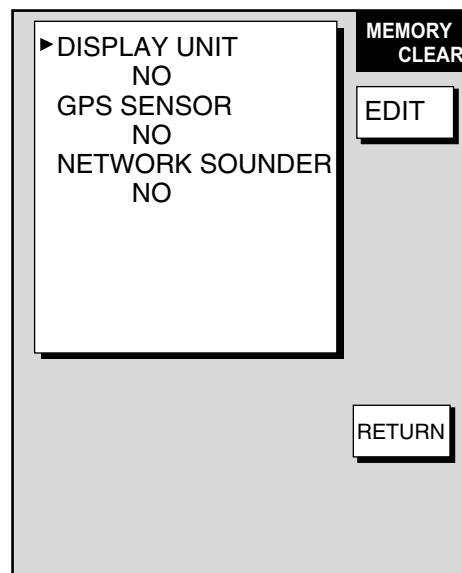 ▶DISPLAY UNIT
NO
GPS SENSOR
NO
NETWORK SOUNDER
NO
MEMORY
CLEAR
EDIT
RETURN